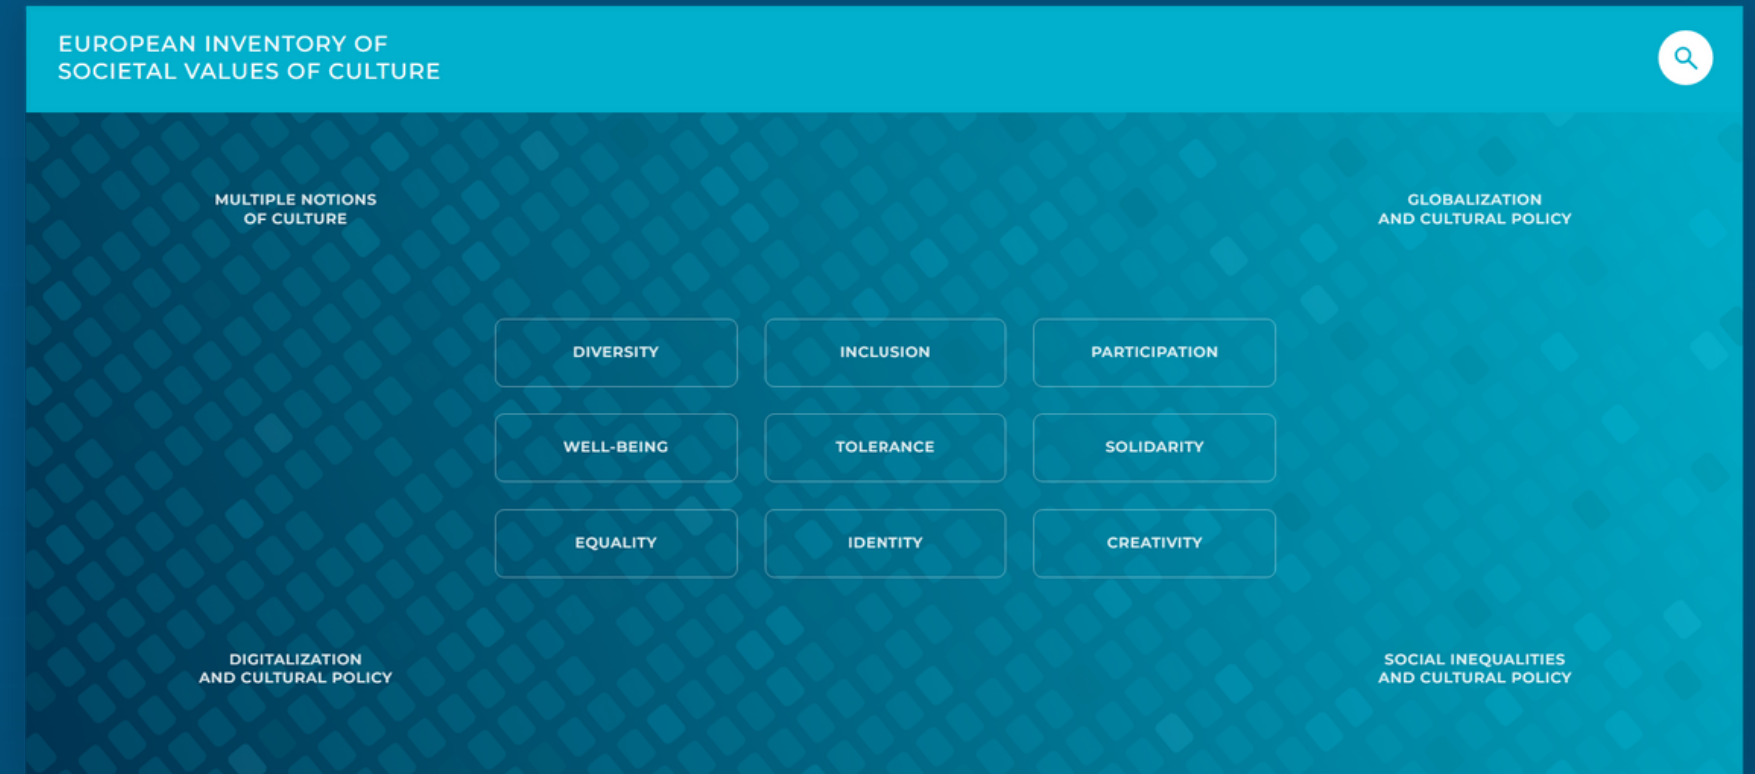 EUROPEAN INVENTORY OF
SOCIETAL VALUES OF CULTURE
MULTIPLE NOTIONS
OF CULTURE
GLOBALIZATION
AND CULTURAL POLICY
DIVERSITY
INCLUSION
PARTICIPATION
WELL-BEING
TOLERANCE
SOLIDARITY
EQUALITY
IDENTITY
CREATIVITY
DIGITALIZATION
AND CULTURAL POLICY
SOCIAL INEQUALITIES
AND CULTURAL POLICY